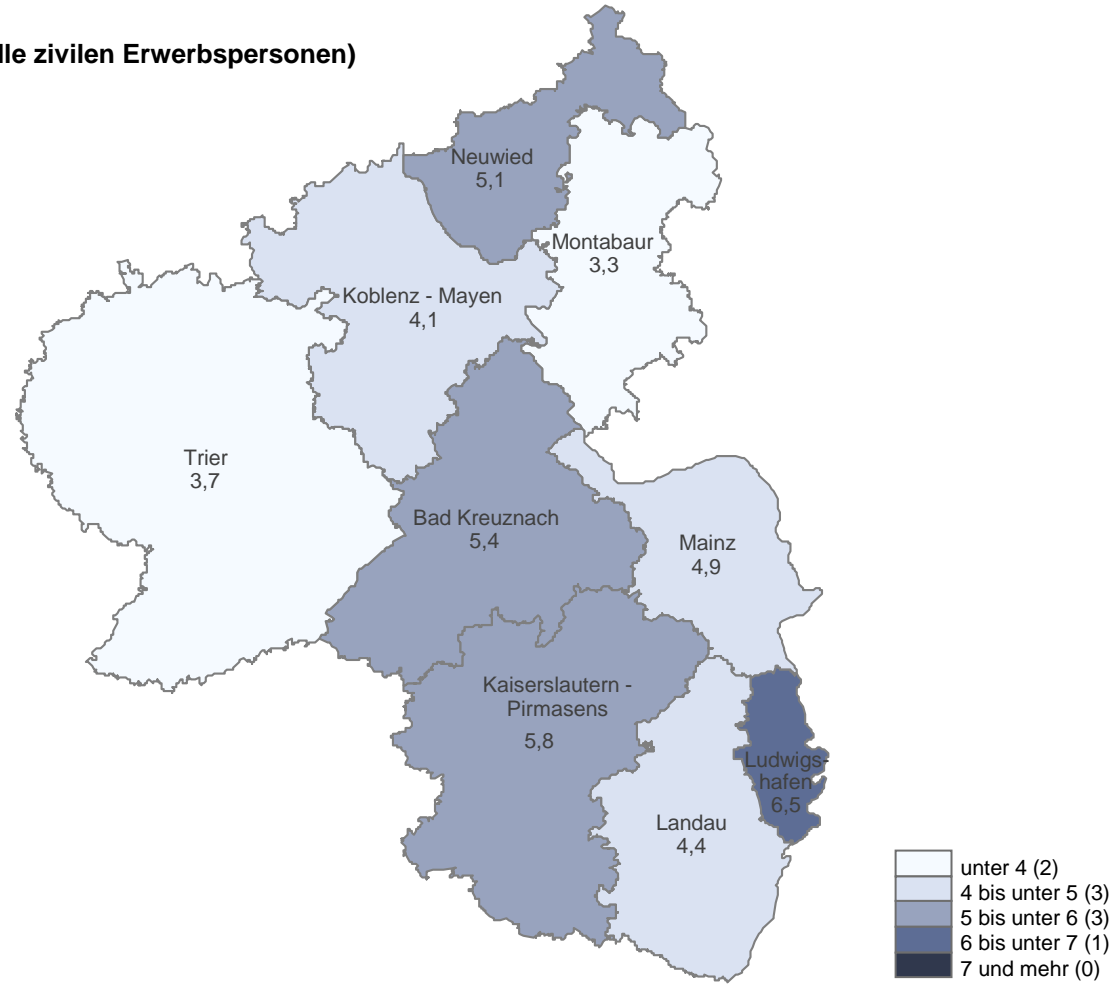 lle zivilen Erwerbspersonen)
Neuwied
5,1
Montabaur
3,3
Koblenz - Mayen
4,1
Trier
3,7
Bad Kreuznach
5,4
Mainz
4,9
Kaiserslautern -
Pirmasens
5,8
Ludwigs-
hafen
6,5
Landau
4,4
unter 4 (2)
4 bis unter 5 (3)
5 bis unter 6 (3)
6 bis unter 7 (1)
7 und mehr (0)